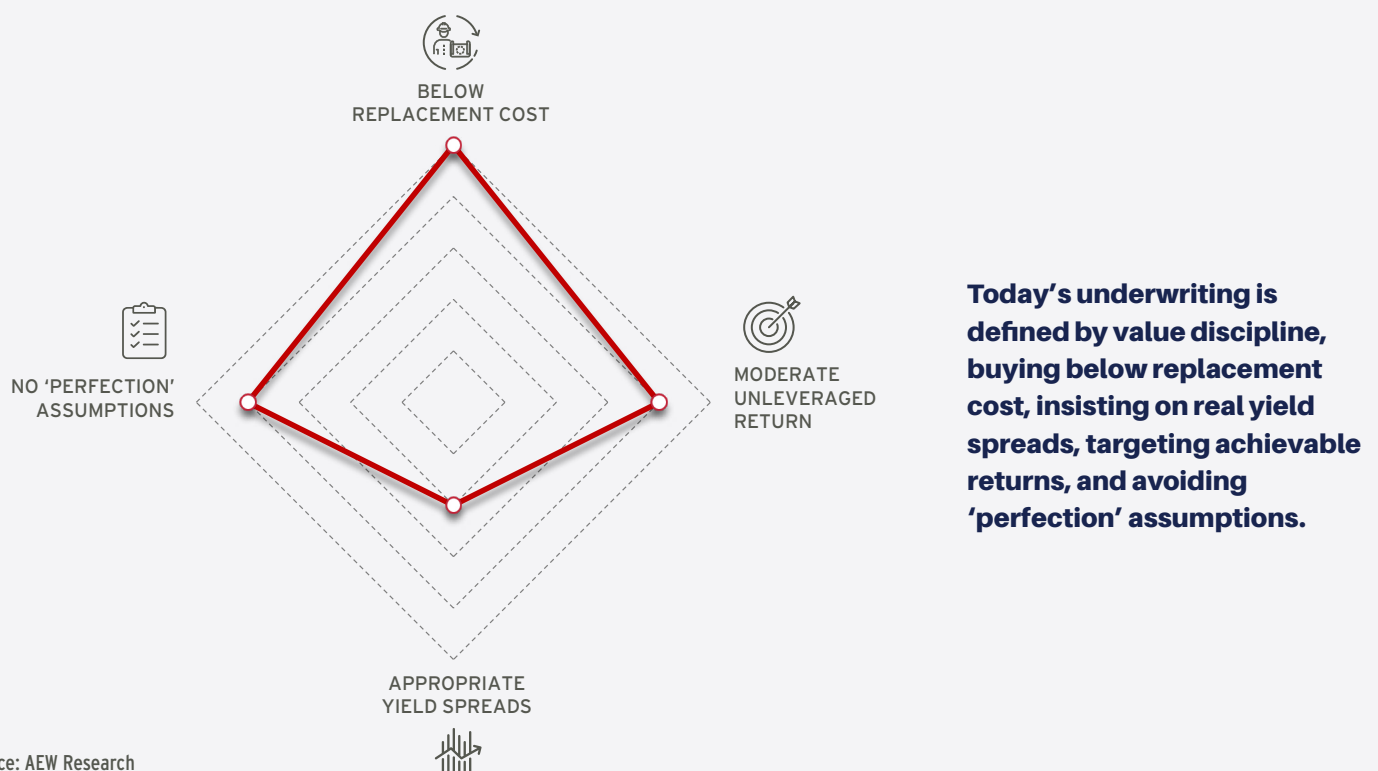 BELOW
REPLACEMENT COST
NO ‘PERFECTION’
ASSUMPTIONS
MODERATE
UNLEVERAGED
RETURN
APPROPRIATE
YIELD SPREADS
Today’s underwriting is
defined by value discipline,
buying below replacement
cost, insisting on real yield
spreads, targeting achievable
returns, and avoiding
‘perfection’ assumptions.
ce: AEW Research